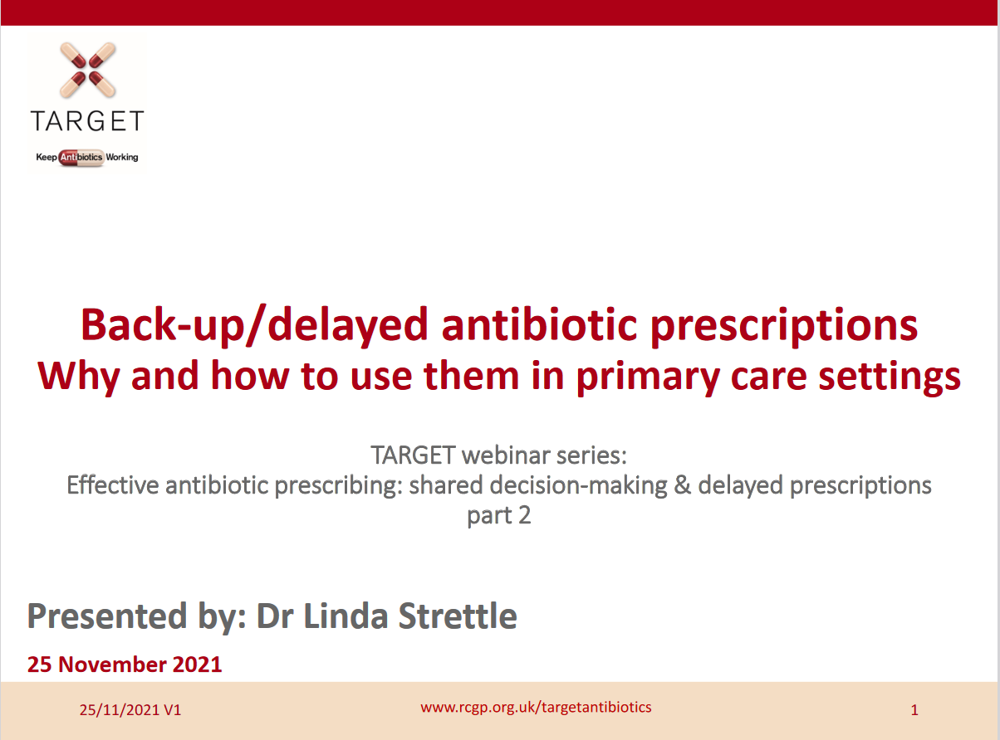 TARGET
Keep Antibiotics Working
Back-up/delayed antibiotic prescriptions
Why and how to use them in primary care settings
TARGET webinar series:
Effective antibiotic prescribing: shared decision-making & delayed prescriptions
part 2
Presented by: Dr Linda Strettle
25 November 2021
25/11/2021 V1
www.rcgp.org.uk/targetantibiotics
1